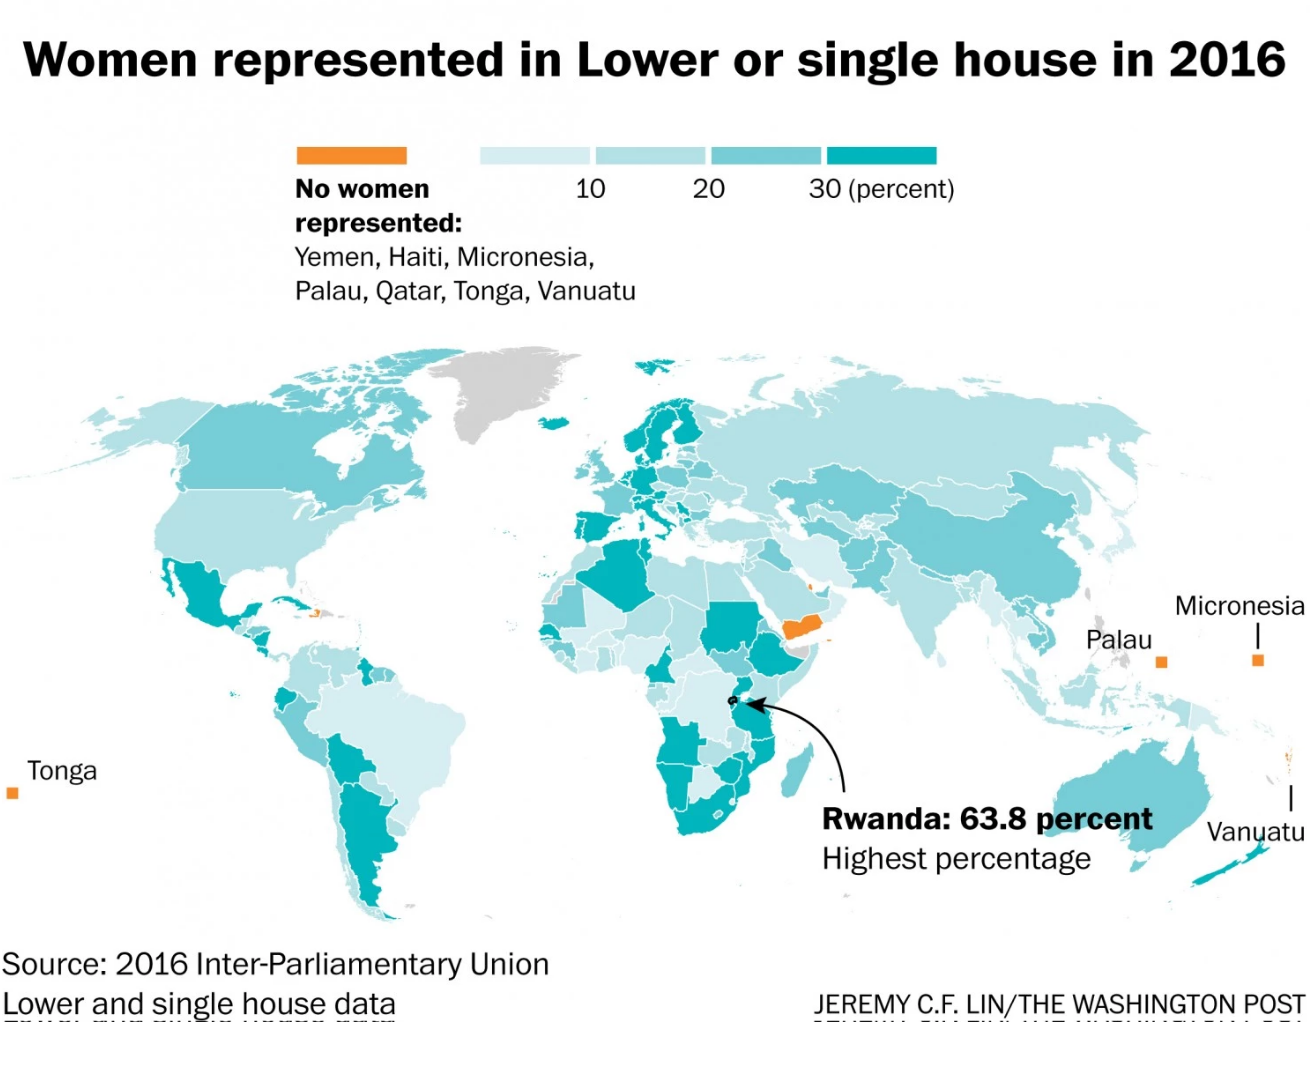 Women represented in Lower or single house in 2016
No women
represented:
Yemen, Haiti, Micronesia,
Palau, Qatar, Tonga, Vanuatu
10
20
30 (percent)
Micronesia
Palau
Tonga
Rwanda: 63.8 percent
Highest percentage
Vanuatu
Source: 2016 Inter-Parliamentary Union
Lower and single house data
JEREMY C.F. LIN/THE WASHINGTON POST